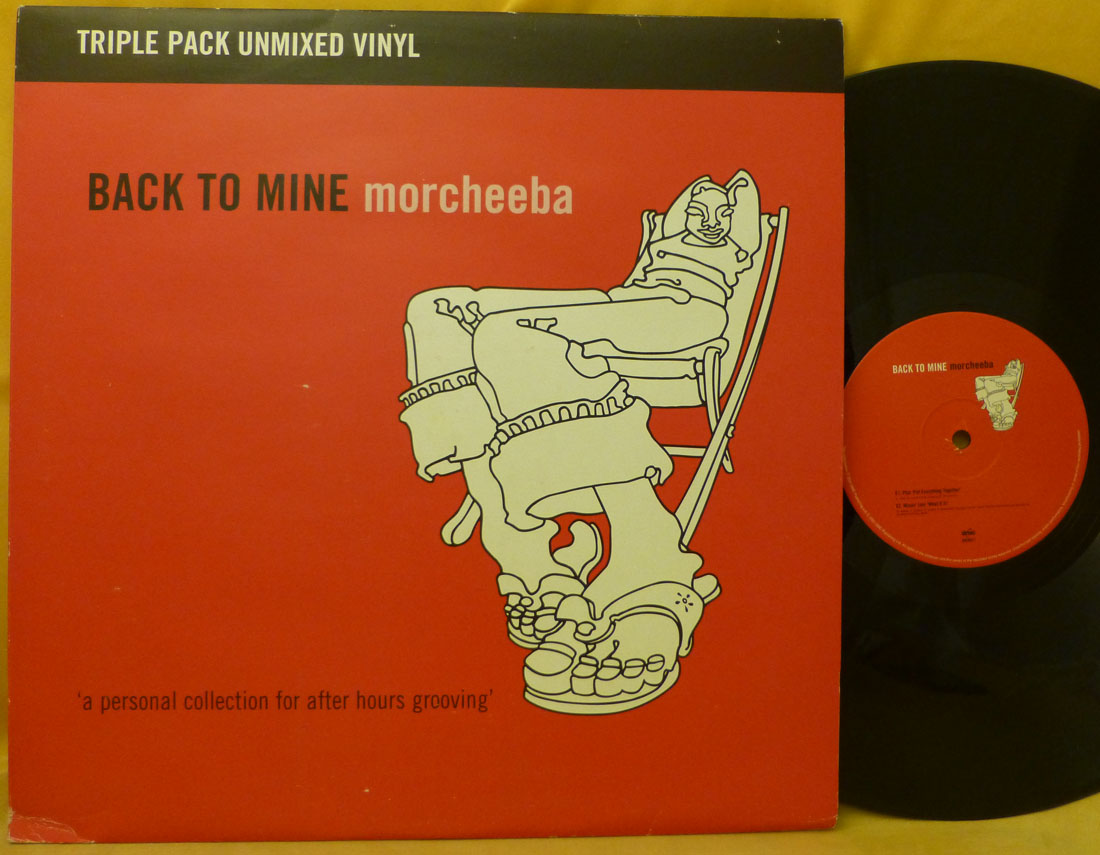 TRIPLE PACK UNMIXED VINYL
BACK TO MINE morcheeba
'a personal collection for after hours grooving'
BACK TO MINE morcheeba